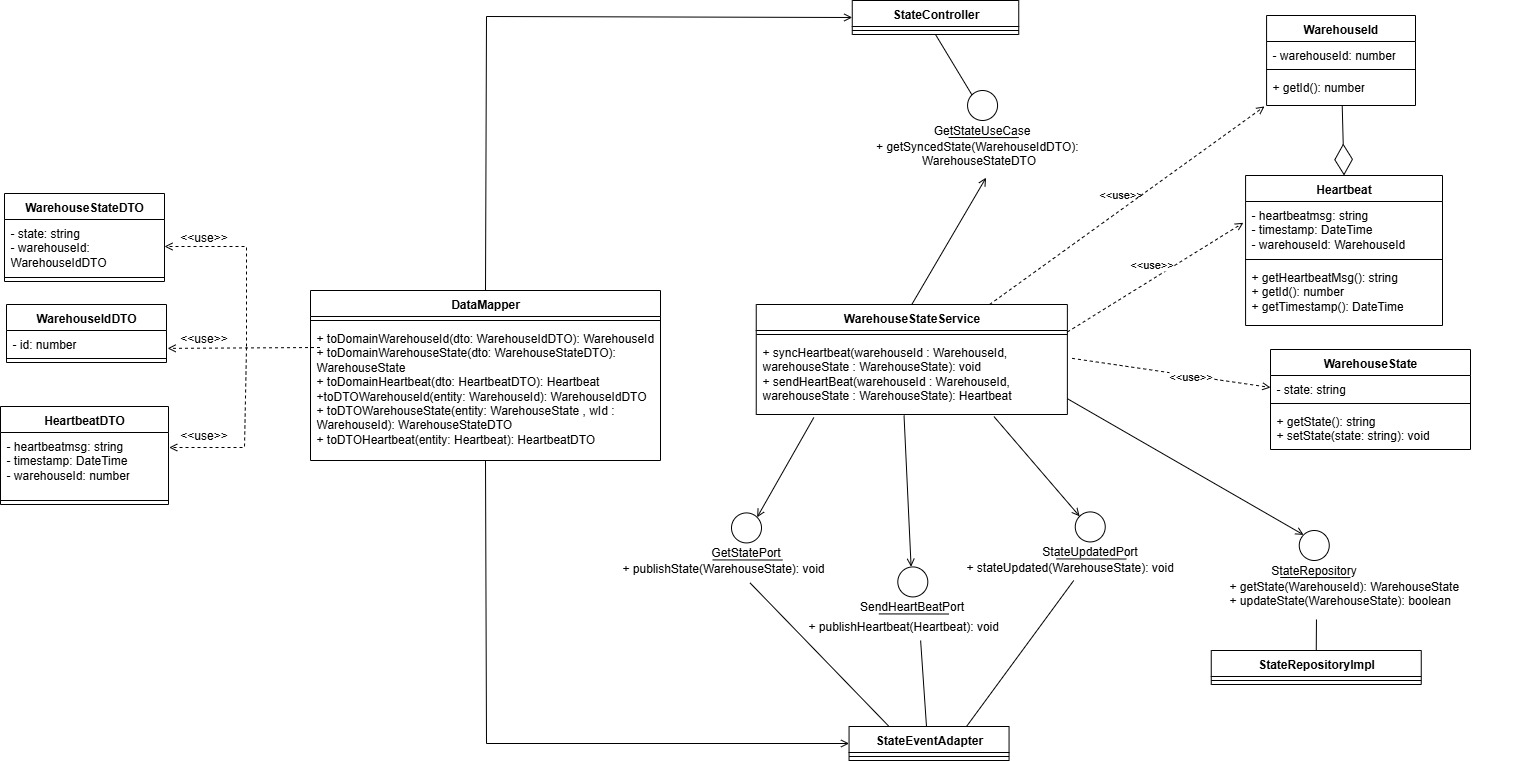 StateController
GetStateUseCase
+ getSyncedState(WarehouseIdDTO):
WarehouseStateDTO
WarehouseId
- warehouseId: number
+ getId(): number
<<use>>
<<use>>
<<use>>
Heartbeat
- heartbeatmsg: string
- timestamp: DateTime
- warehouseId: WarehouseId
+ getHeartbeatMsg(): string
+ getId(): number
+ getTimestamp(): DateTime
WarehouseState
- state: string
+ getState(): string
+ setState(state: string): void
WarehouseStateDTO
- state: string
- warehouseId:
WarehouseIdDTO
<<use>>
WarehouseIdDTO
- id: number
<<use>>
HeartbeatDTO
- heartbeatmsg: string
- timestamp: DateTime
- warehouseId: number
<<use>>
DataMapper
+ toDomainWarehouseId(dto: WarehouseIdDTO): WarehouseId
+ toDomainWarehouseState(dto: WarehouseStateDTO):
WarehouseState
+ toDomainHeartbeat(dto: HeartbeatDTO): Heartbeat
+toDTOWarehouseId(entity: WarehouseId): WarehouseIdDTO
+ toDTOWarehouseState(entity: WarehouseState , wId :
WarehouseId): WarehouseStateDTO
+ toDTOHeartbeat(entity: Heartbeat): HeartbeatDTO
WarehouseStateService
+ syncHeartbeat(warehouseId : WarehouseId,
warehouseState : WarehouseState): void
+ sendHeartBeat(warehouseId : WarehouseId,
warehouseState : WarehouseState): Heartbeat
GetStatePort
+ publishState(WarehouseState): void
SendHeartBeatPort
+ publishHeartbeat(Heartbeat): void
StateUpdatedPort
+ stateUpdated(WarehouseState): void
StateRepository
+ getState(WarehouseId): WarehouseState
+ updateState(WarehouseState): boolean
StateRepositoryImpl
StateEventAdapter